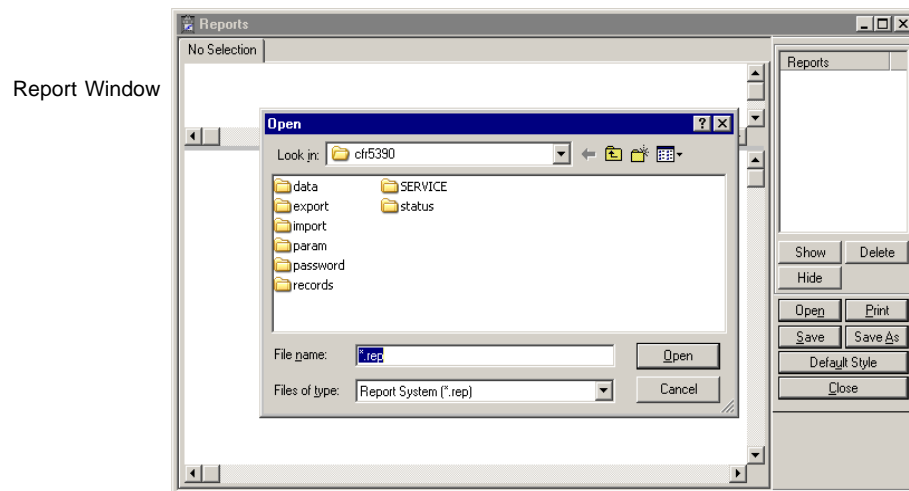 Reports
No Selection
Report Window
Reports
Open
Look in: cfr5390
data
export
import
param
password
records
SERVICE
status
File name: *.rep
Open
Files of type: Report System (*.rep)
Cancel
Show Delete
Hide
Open Print
Save Save As
Default Style
Close